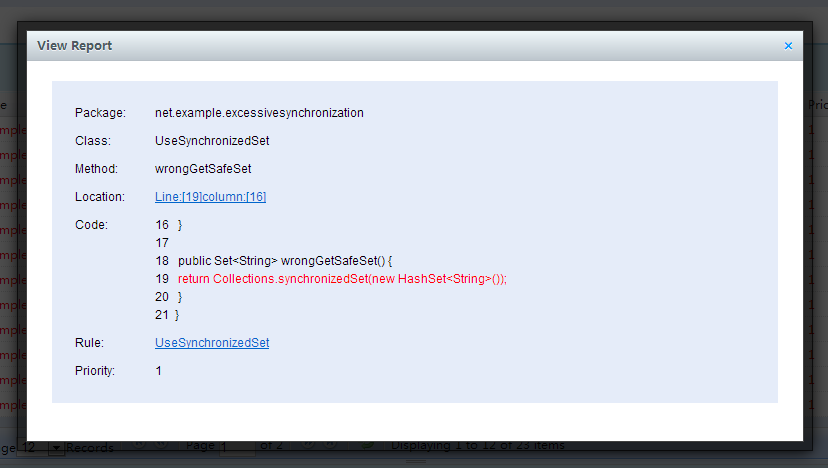 View Report
×
Package: net.example.excessivesynchronization
Class: UseSynchronizedSet
Method: wrongGetSafeSet
Location: Line:[19]column:[16]
Code: 16 }
17
18 public Set<String> wrongGetSafeSet() {
19 return Collections.synchronizedSet(new HashSet<String>());
20 }
21 }
Rule: UseSynchronizedSet
Priority: 1
ge 12 Records Page 1 of 2 Displaying 1 to 12 of 23 items